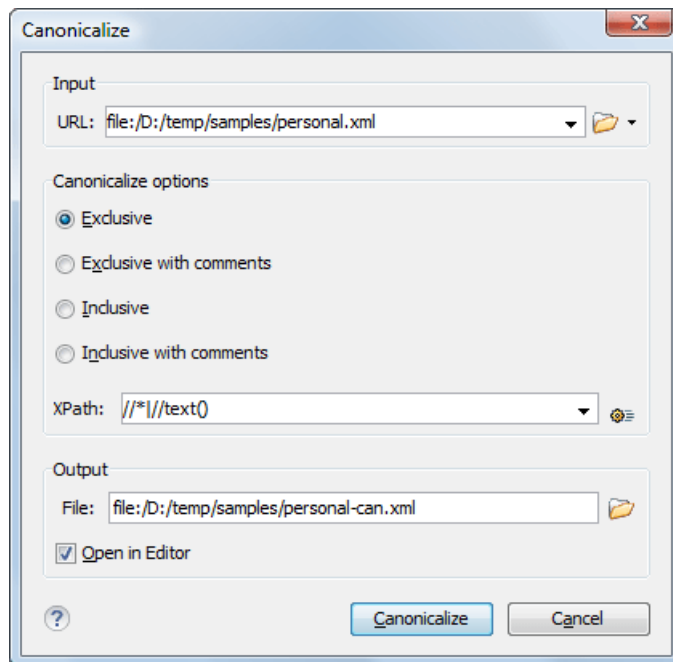 Canonicalize
Input
URL: file:/D:/temp/samples/personal.xml
Canonicalize options
Exclusive
Exclusive with comments
Inclusive
Inclusive with comments
XPath: //*|//text()
Output
File: file:/D:/temp/samples/personal-can.xml
Open in Editor
? Canonicalize Cancel